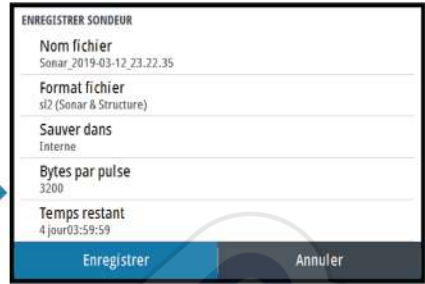 ENREGISTRER SONDEUR
Nom fichier
Sonar_2019-03-12_23.22.35
Format fichier
sl2 (Sonar & Structure)
Sauver dans
Interne
Bytes par pulse
3200
Temps restant
4 jour03:59:59
Enregistrer
Annuler